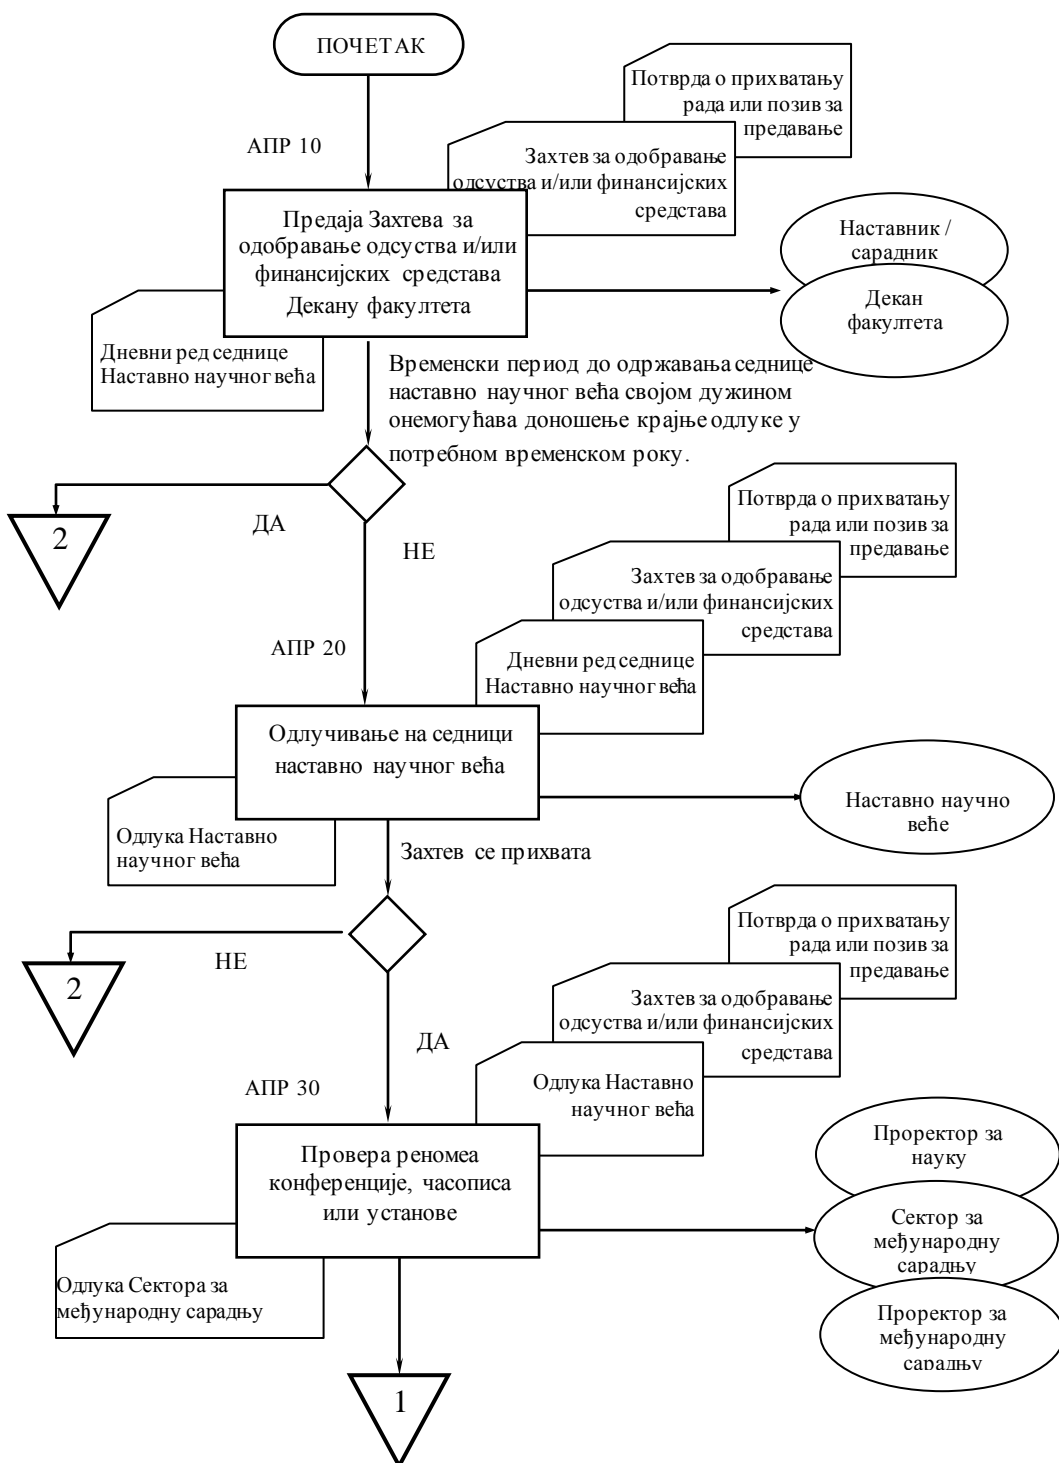 ПОЧЕТАК
Потврда о прихватању
рада или позив за
предавање
АПР 10
Захтев за одобравање
одсуства и/или финансијских
средстава
Предаја Захтева за
одобравање одсуства и/или
финансијских средстава
Декану факултета
Наставник /
сарадник
Декан
факултета
Дневни ред седнице
Наставно научног већа
Временски период до одржавања седнице
наставно научног већа својом дужином
онемогућава доношење крајње одлуке у
потребном временском року.
ДА
2
НЕ
Потврда о прихватању
рада или позив за
предавање
Захтев за одобравање
одсуства и/или финансијских
средстава
АПР 20
Дневни ред седнице
Наставно научног већа
Одлучивање на седници
наставно научног већа
Наставно научно
веће
Одлука Наставно
научног већа
Захтев се прихвата
НЕ
2
ДА
Потврда о прихватању
рада или позив за
предавање
Захтев за одобравање
одсуства и/или финансијских
средстава
АПР 30
Одлука Наставно
научног већа
Провера реномеа
конференције, часописа
или установе
Проректор за
науку
Сектор за
међународну
сарадњу
Проректор за
међународну
сарадњу
Одлука Сектора за
међународну сарадњу
1